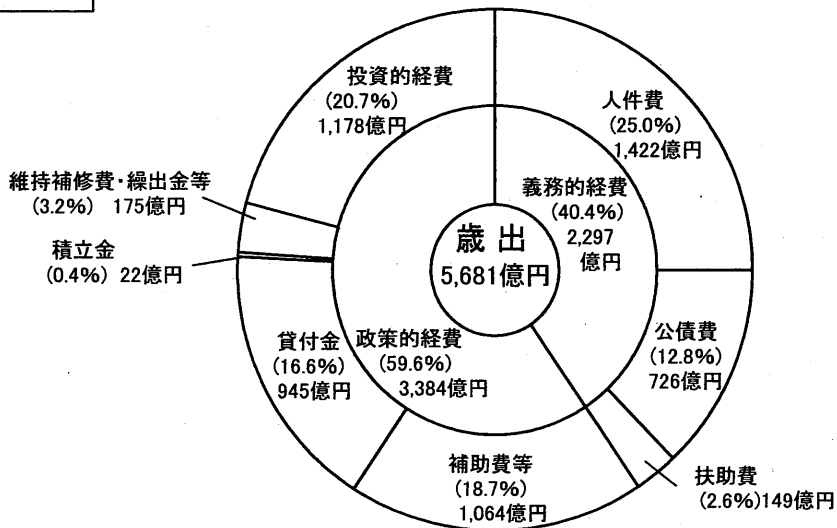 投資的経費
(20.7%)
1,178億円
人件費
(25.0%)
1,422億円
維持補修費・繰出金等
(3.2%) 175億円
積立金
(0.4%) 22億円
義務的経費
(40.4%)
2,297
億円
歳出
5,681億円
貸付金
(16.6%)
945億円
政策的経費
(59.6%)
3,384億円
公債費
(12.8%)
726億円
補助費等
(18.7%)
1,064億円
扶助費
(2.6%)149億円